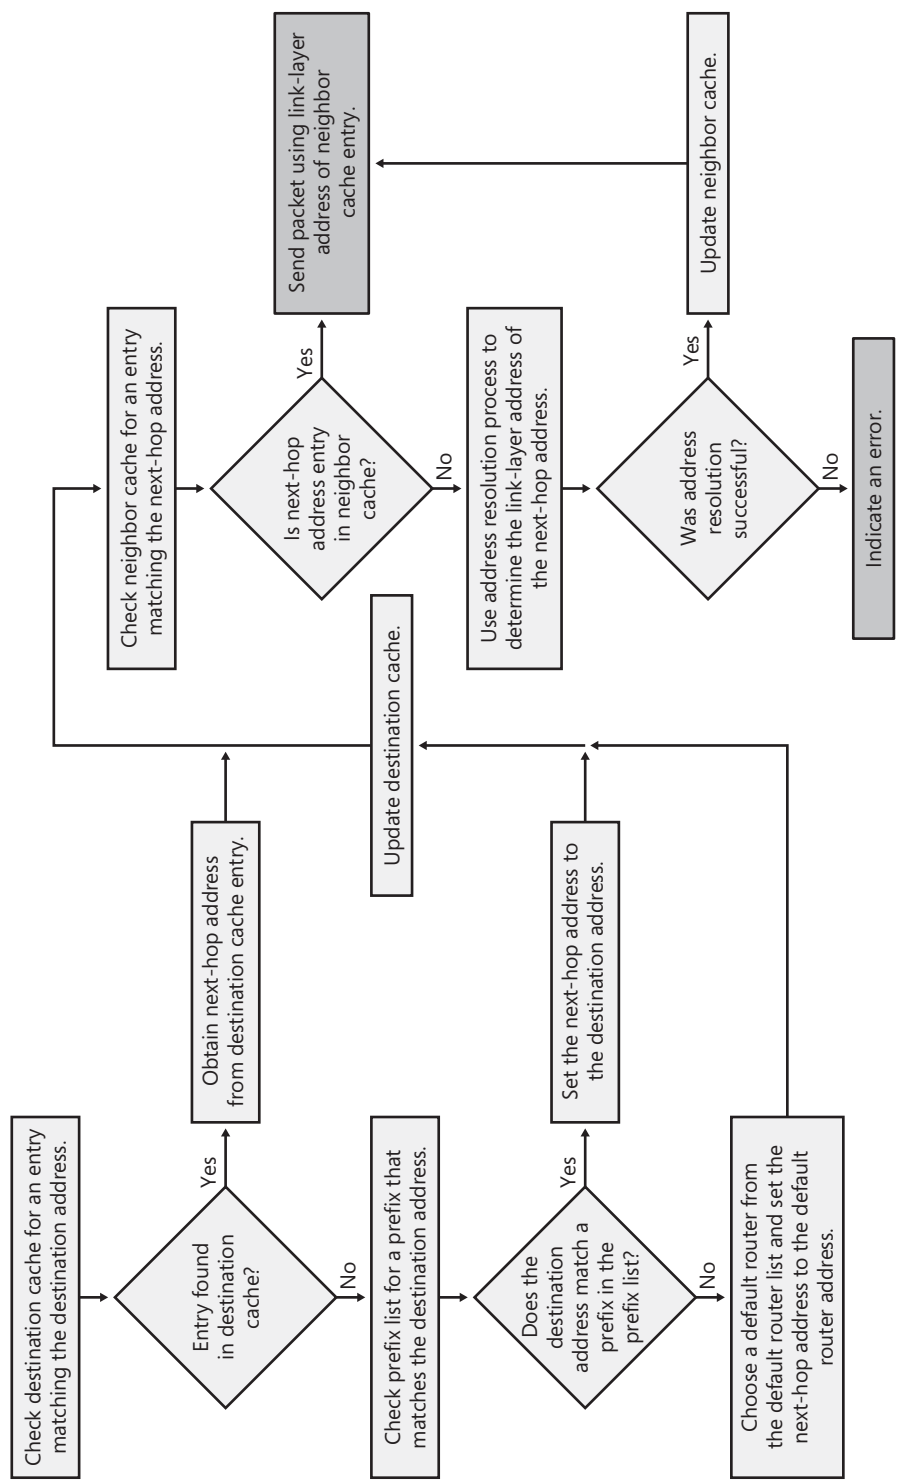 Check destination cache for an entry
matching the destination address.
Entry found
in destination
cache?
Yes
No
Obtain next-hop address
from destination cache entry.
Check prefix list for a prefix that
matches the destination address.
Does the
destination
address match a
prefix in the
prefix list?
Yes
No
Set the next-hop address to
the destination address.
Choose a default router from
the default router list and set the
next-hop address to the default
router address.
Update destination cache.
Check neighbor cache for an entry
matching the next-hop address.
Is next-hop
address entry
in neighbor
cache?
Yes
No
Send packet using link-layer
address of neighbor
cache entry.
Use address resolution process to
determine the link-layer address of
the next-hop address.
Was address
resolution
successful?
Yes
No
Update neighbor cache.
Indicate an error.